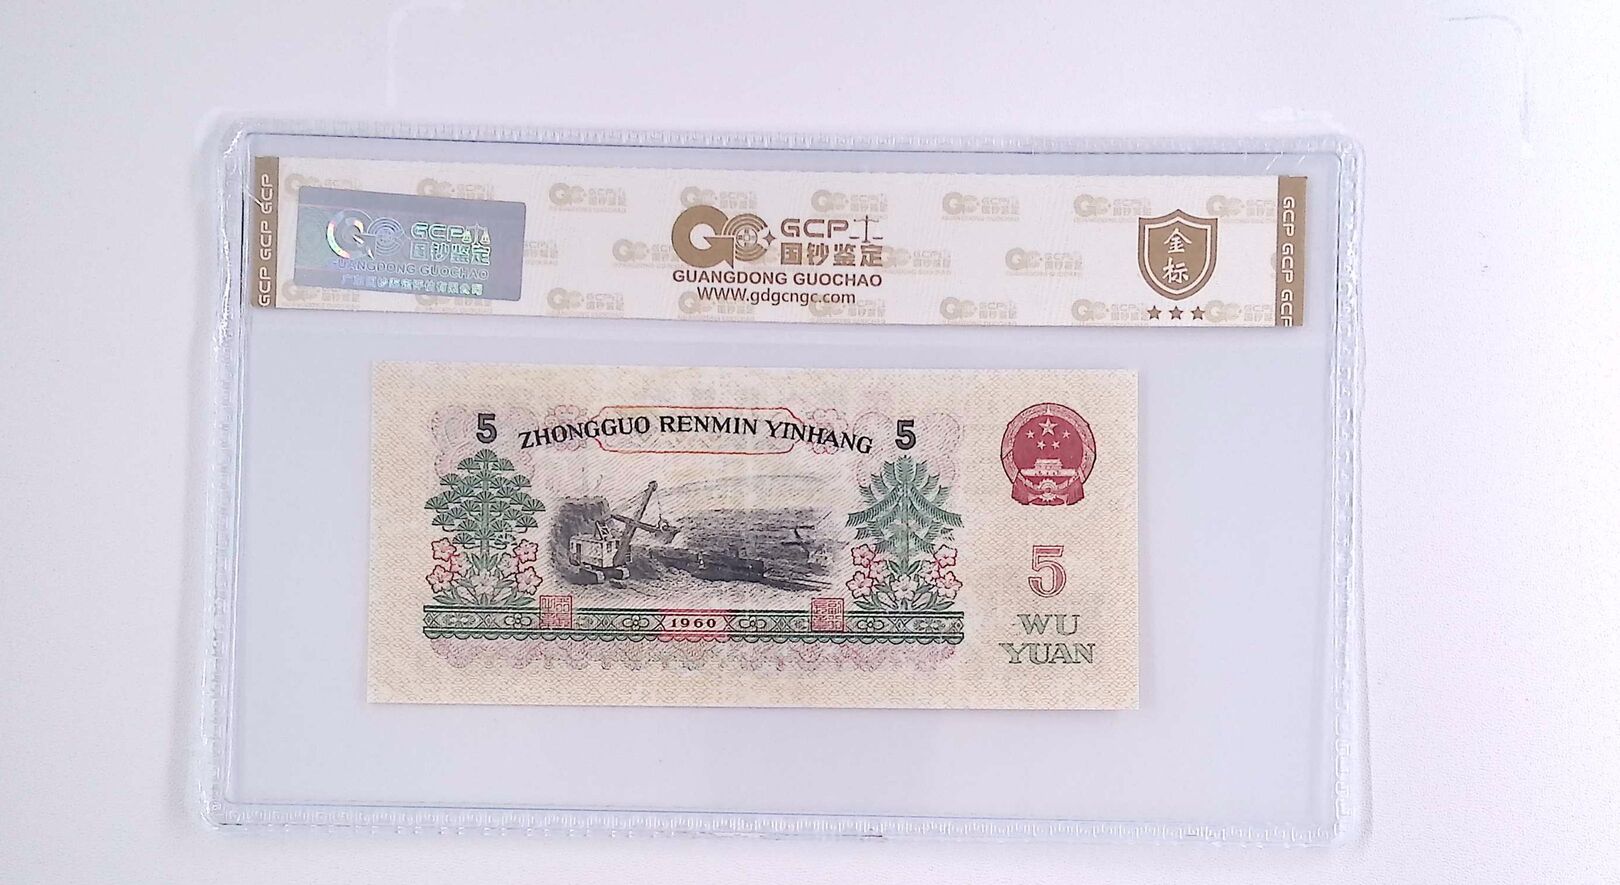 GCP GCP GCP
GCP
国钞鉴定
GUANGDONG GUOCHAO
GCP
国钞鉴定
GUANGDONG GUOCHAO
WWW.gdgcngc.com
金
标
GCP GCP GCP
5
ZHONGGUO RENMIN YINHANG
5
1960
5
WU
YUAN